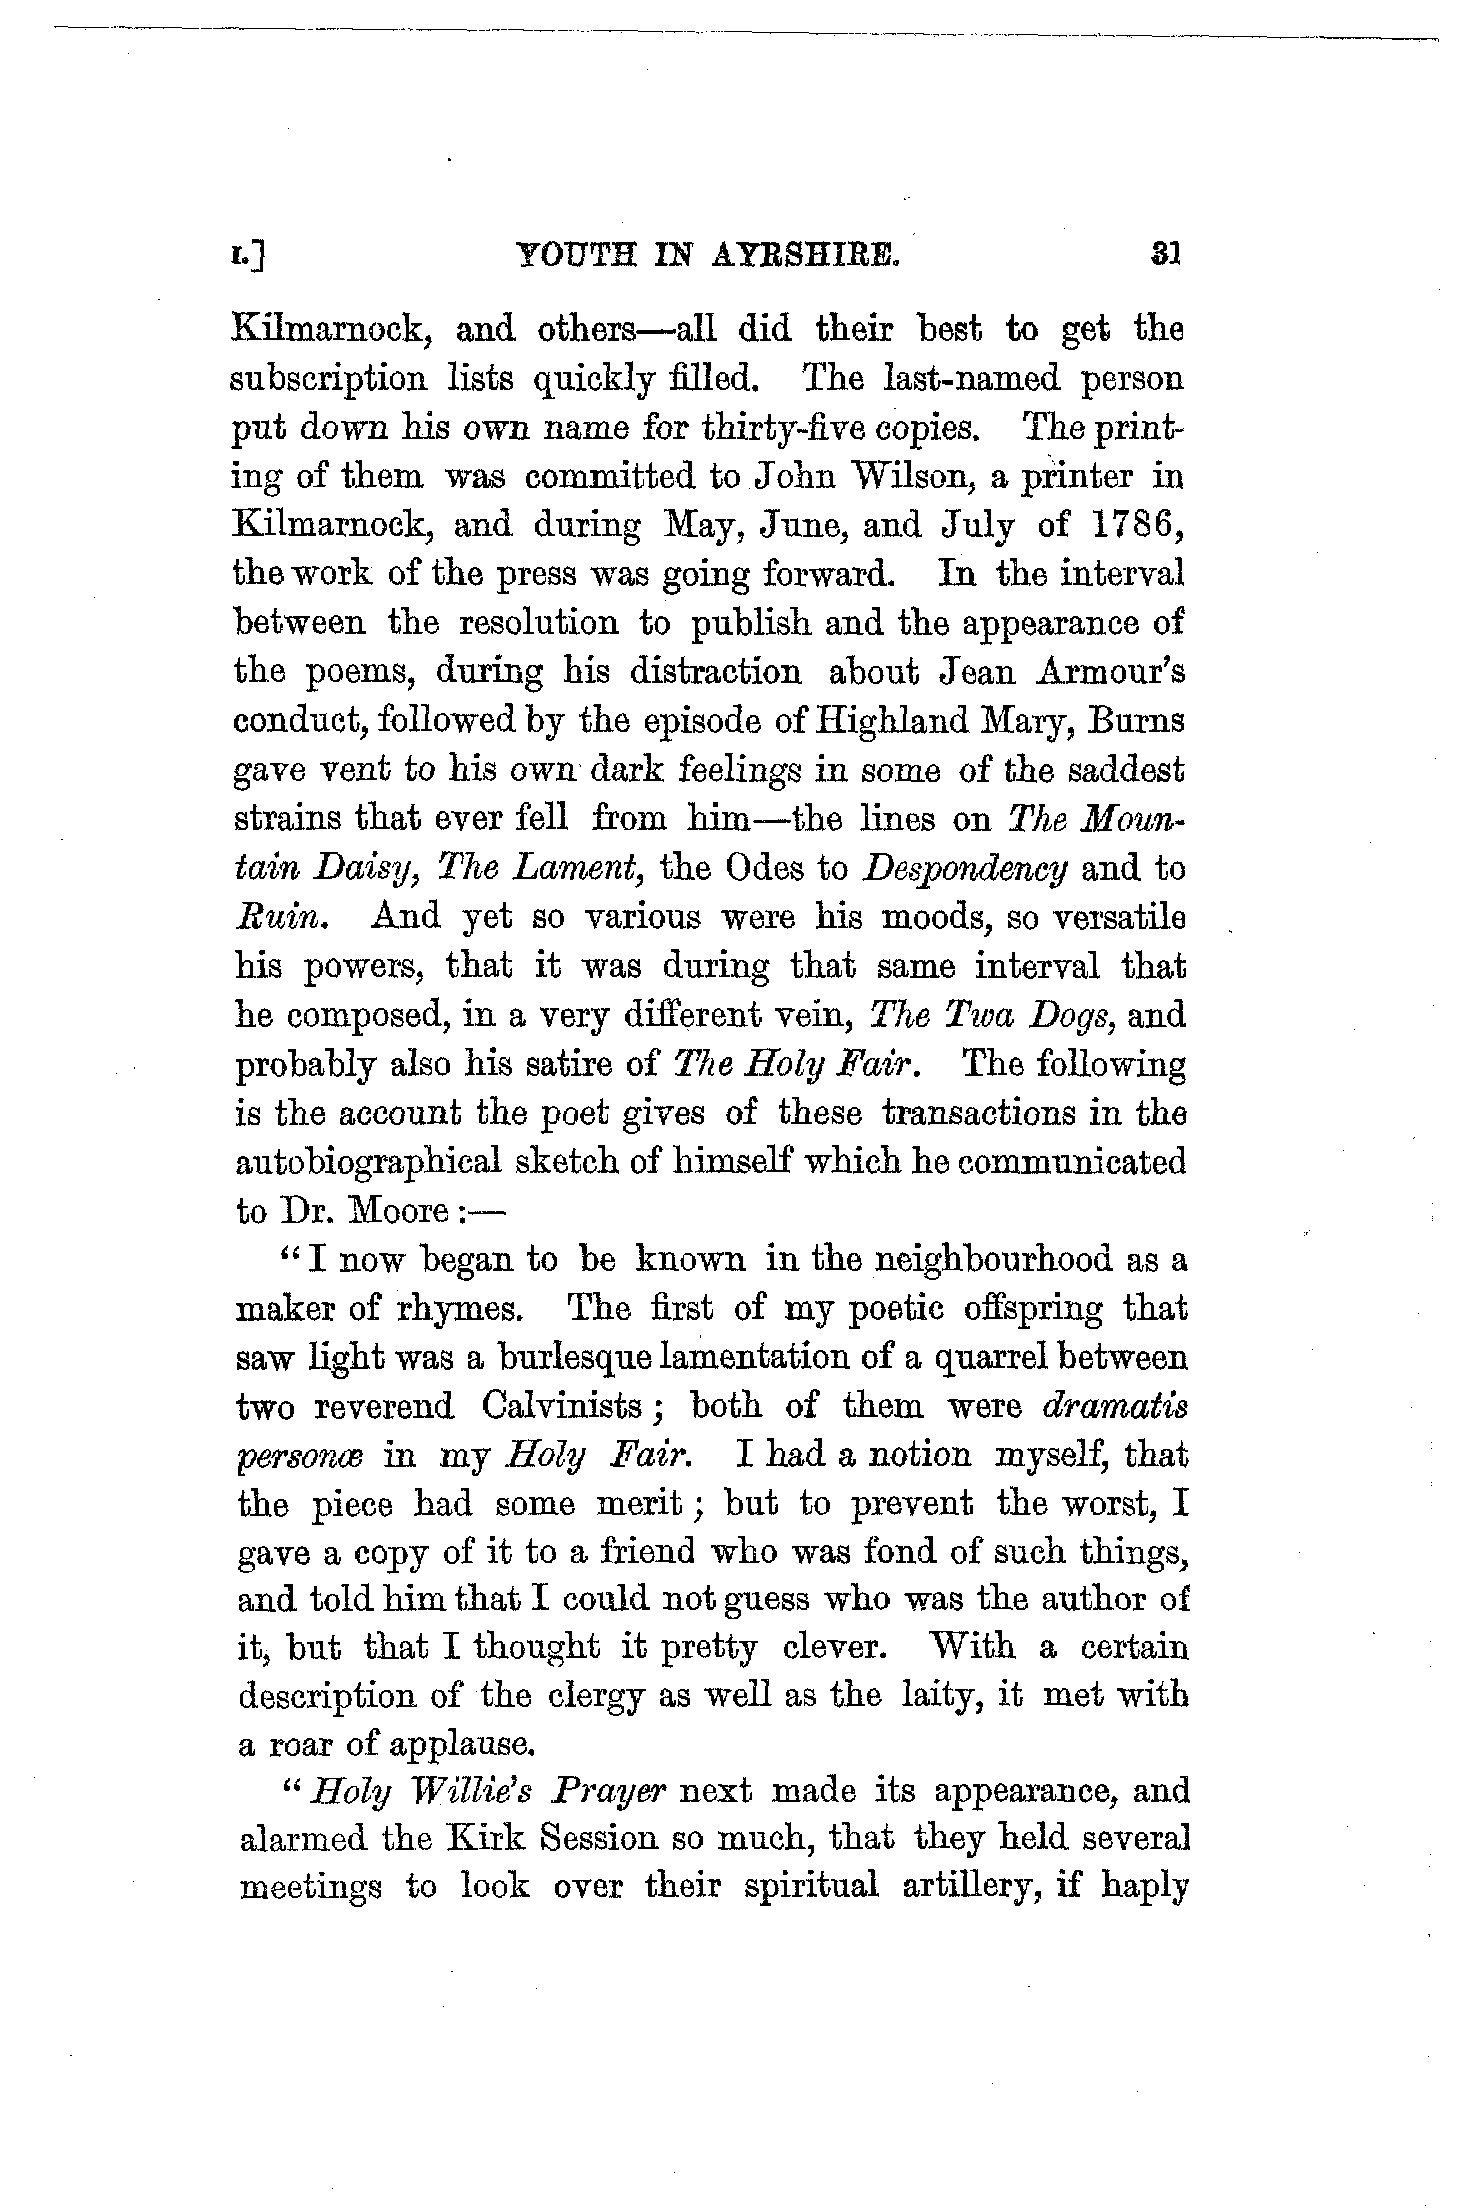 I.] YOUTH IN AYRSHIRE. 31
Kilmarnock, and others—all did their best to get the
subscription lists quickly filled. The last-named person
put down his own name for thirty-five copies. The print-
ing of them was committed to John Wilson, a printer in
Kilmarnock, and during May, June, and July of 1786,
the work of the press was going forward. In the interval
between the resolution to publish and the appearance of
the poems, during his distraction about Jean Armour's
conduct, followed by the episode of Highland Mary, Burns
gave vent to his own dark feelings in some of the saddest
strains that ever fell from him—the lines on The Moun-
tain Daisy, The Lament, the Odes to Despondency and to
Ruin. And yet so various were his moods, so versatile
his powers, that it was during that same interval that
he composed, in a very different vein, The Twa Dogs, and
probably also his satire of The Holy Fair. The following
is the account the poet gives of these transactions in the
autobiographical sketch of himself which he communicated
to Dr. Moore :—
“ I now began to be known in the neighbourhood as a
maker of rhymes. The first of my poetic offspring that
saw light was a burlesque lamentation of a quarrel between
two reverend Calvinists ; both of them were dramatis
personœ in my Holy Fair. I had a notion myself, that
the piece had some merit ; but to prevent the worst, I
gave a copy of it to a friend who was fond of such things,
and told him that I could not guess who was the author of
it, but that I thought it pretty clever. With a certain
description of the clergy as well as the laity, it met with
a roar of applause.
“ Holy Willie's Prayer next made its appearance, and
alarmed the Kirk Session so much, that they held several
meetings to look over their spiritual artillery, if haply